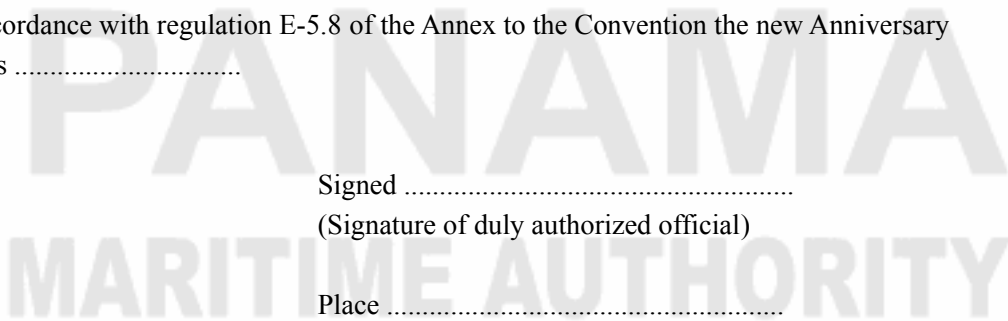 cordance with regulation E-5.8 of the Annex to the Convention the new Anniversary
s ................................
PANAMA
Signed .......................................................
(Signature of duly authorized official)
MARITIME AUTHORITY
Place ........................................................